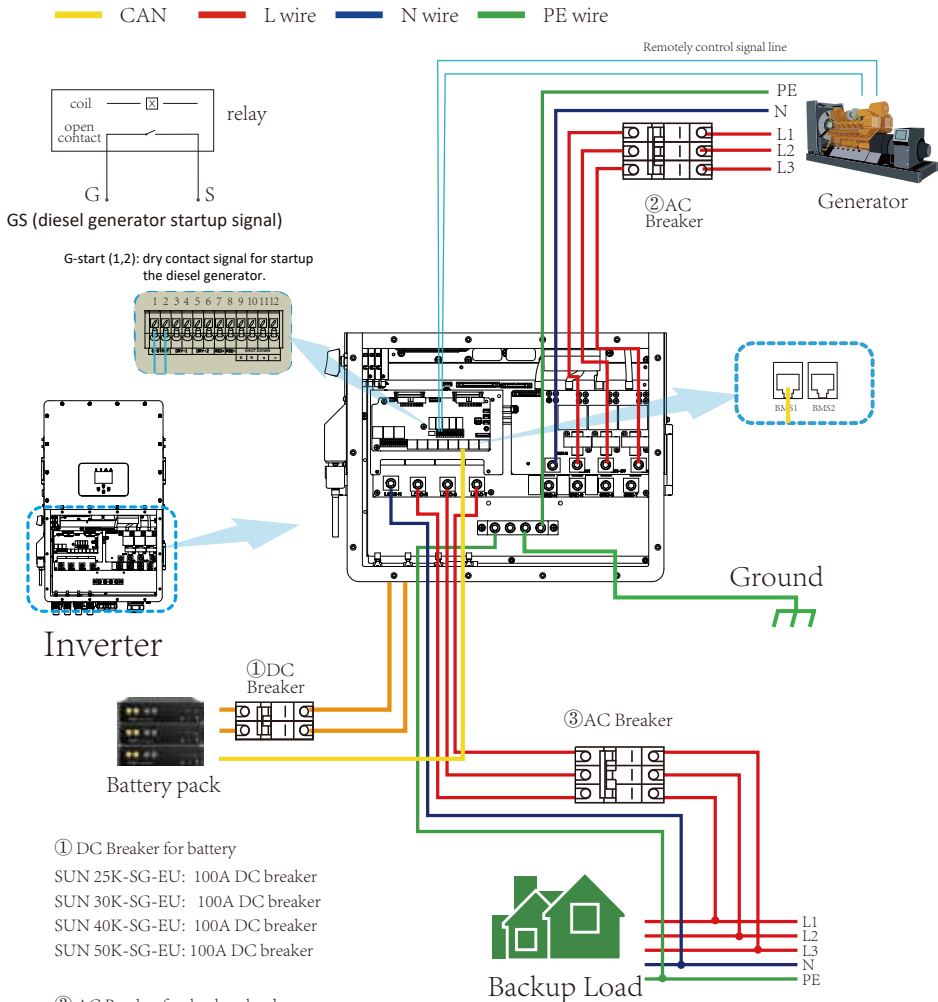 CAN L wire N wire PE wire
Remotely control signal line
coil
open
contact
relay
G S
GS (diesel generator startup signal)
PE
N
L1
L2
L3
②AC
Breaker
Generator
G-start (1,2): dry contact signal for startup
the diesel generator.
1 2 3 4 5 6 7 8 9 10 11 12
BMS1 BMS2
Inverter
Ground
①DC
Breaker
③AC Breaker
Battery pack
① DC Breaker for battery
SUN 25K-SG-EU: 100A DC breaker
SUN 30K-SG-EU: 100A DC breaker
SUN 40K-SG-EU: 100A DC breaker
SUN 50K-SG-EU: 100A DC breaker
L1
L2
L3
N
PE
Backup Load